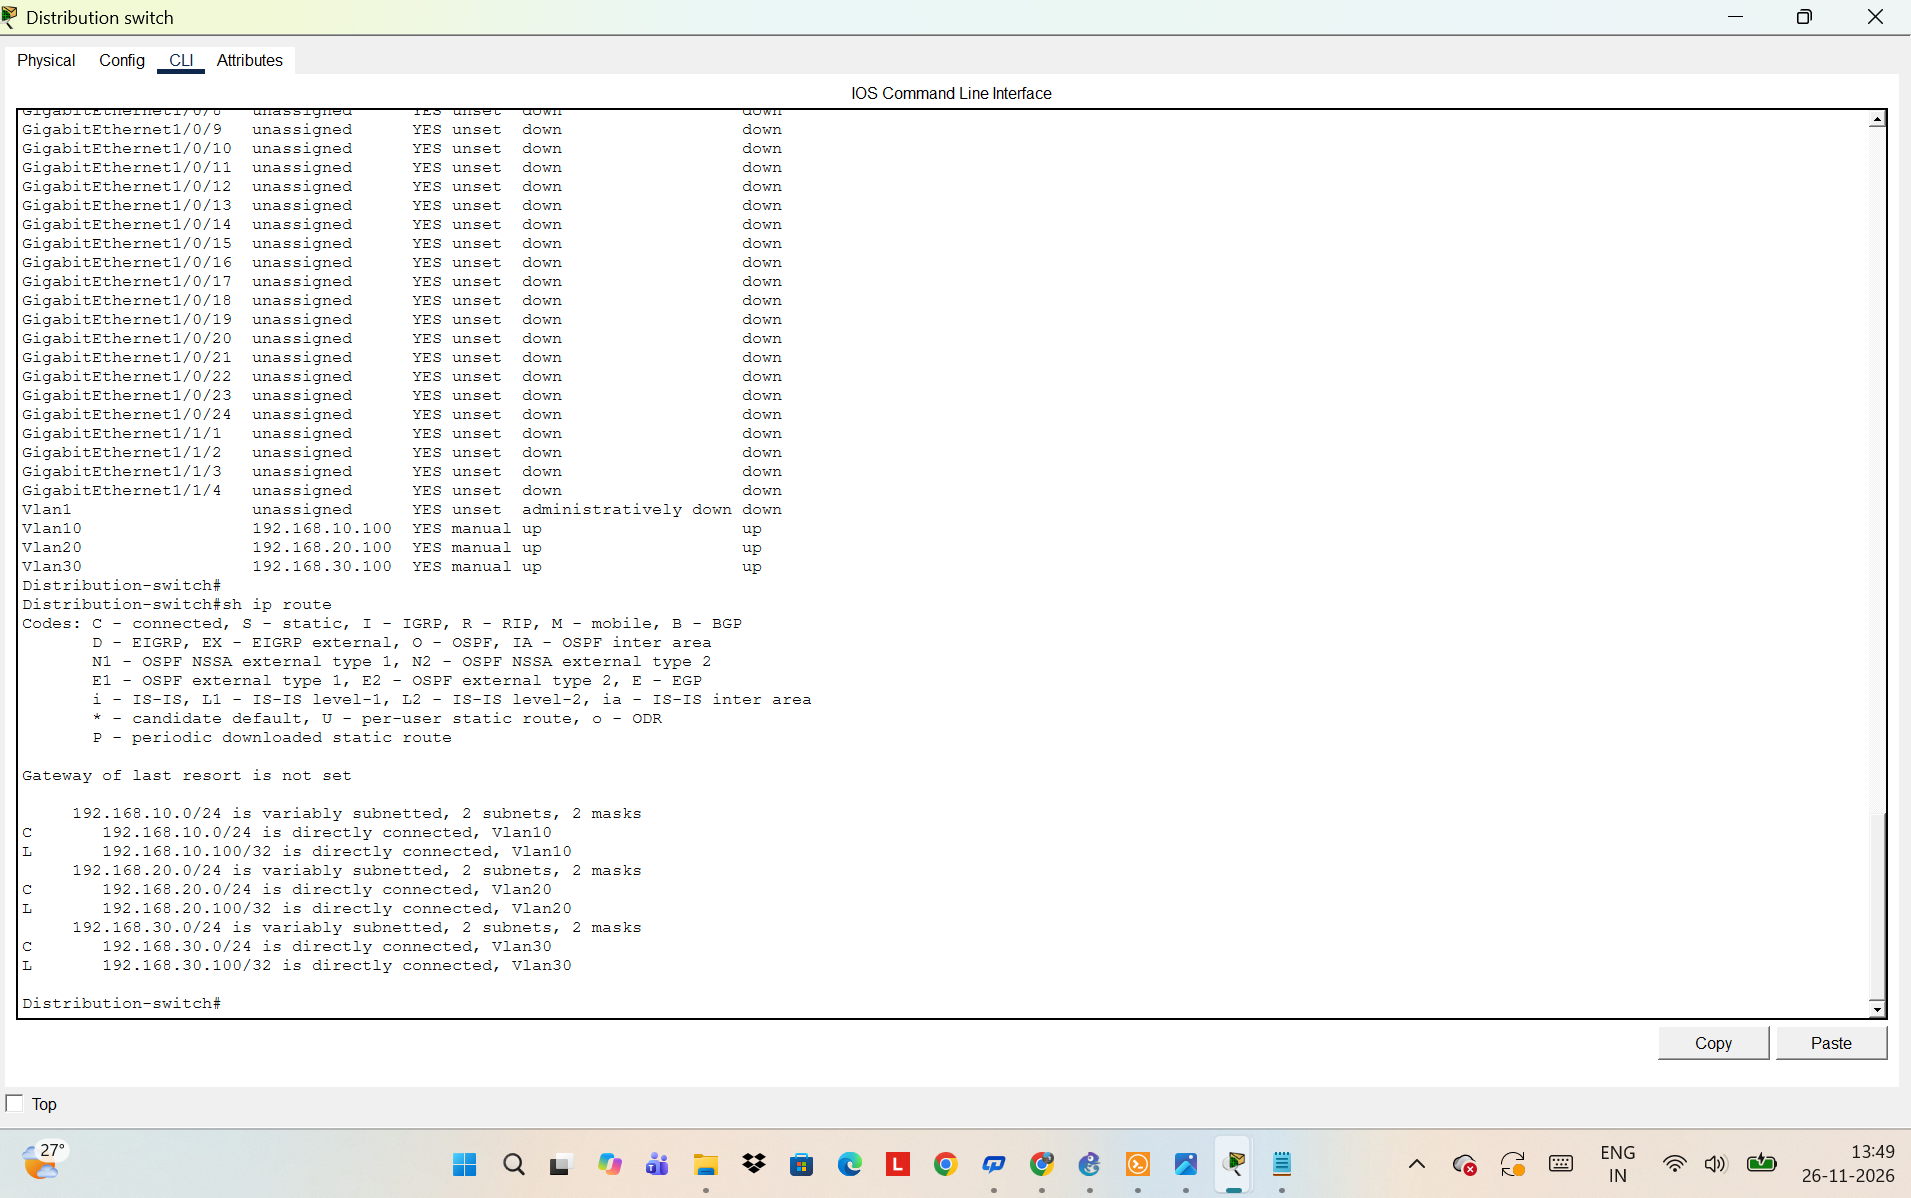 Distribution switch
Physical Config CLI Attributes
IOS Command Line Interface
GigabitEthernet1/0/8 unassigned YES unset down down
GigabitEthernet1/0/9 unassigned YES unset down down
GigabitEthernet1/0/10 unassigned YES unset down down
GigabitEthernet1/0/11 unassigned YES unset down down
GigabitEthernet1/0/12 unassigned YES unset down down
GigabitEthernet1/0/13 unassigned YES unset down down
GigabitEthernet1/0/14 unassigned YES unset down down
GigabitEthernet1/0/15 unassigned YES unset down down
GigabitEthernet1/0/16 unassigned YES unset down down
GigabitEthernet1/0/17 unassigned YES unset down down
GigabitEthernet1/0/18 unassigned YES unset down down
GigabitEthernet1/0/19 unassigned YES unset down down
GigabitEthernet1/0/20 unassigned YES unset down down
GigabitEthernet1/0/21 unassigned YES unset down down
GigabitEthernet1/0/22 unassigned YES unset down down
GigabitEthernet1/0/23 unassigned YES unset down down
GigabitEthernet1/0/24 unassigned YES unset down down
GigabitEthernet1/1/1 unassigned YES unset down down
GigabitEthernet1/1/2 unassigned YES unset down down
GigabitEthernet1/1/3 unassigned YES unset down down
GigabitEthernet1/1/4 unassigned YES unset down down
Vlan1 unassigned YES unset administratively down down
Vlan10 192.168.10.100 YES manual up up
Vlan20 192.168.20.100 YES manual up up
Vlan30 192.168.30.100 YES manual up up
Distribution-switch#
Distribution-switch#sh ip route
Codes: C - connected, S - static, I - IGRP, R - RIP, M - mobile, B - BGP
D - EIGRP, EX - EIGRP external, O - OSPF, IA - OSPF inter area
N1 - OSPF NSSA external type 1, N2 - OSPF NSSA external type 2
E1 - OSPF external type 1, E2 - OSPF external type 2, E - EGP
i - IS-IS, L1 - IS-IS level-1, L2 - IS-IS level-2, ia - IS-IS inter area
* - candidate default, U - per-user static route, o - ODR
P - periodic downloaded static route
Gateway of last resort is not set
192.168.10.0/24 is variably subnetted, 2 subnets, 2 masks
C 192.168.10.0/24 is directly connected, Vlan10
L 192.168.10.100/32 is directly connected, Vlan10
192.168.20.0/24 is variably subnetted, 2 subnets, 2 masks
C 192.168.20.0/24 is directly connected, Vlan20
L 192.168.20.100/32 is directly connected, Vlan20
192.168.30.0/24 is variably subnetted, 2 subnets, 2 masks
C 192.168.30.0/24 is directly connected, Vlan30
L 192.168.30.100/32 is directly connected, Vlan30
Distribution-switch#
Copy Paste
Top
27°
L
ENG
IN
13:49
26-11-2026